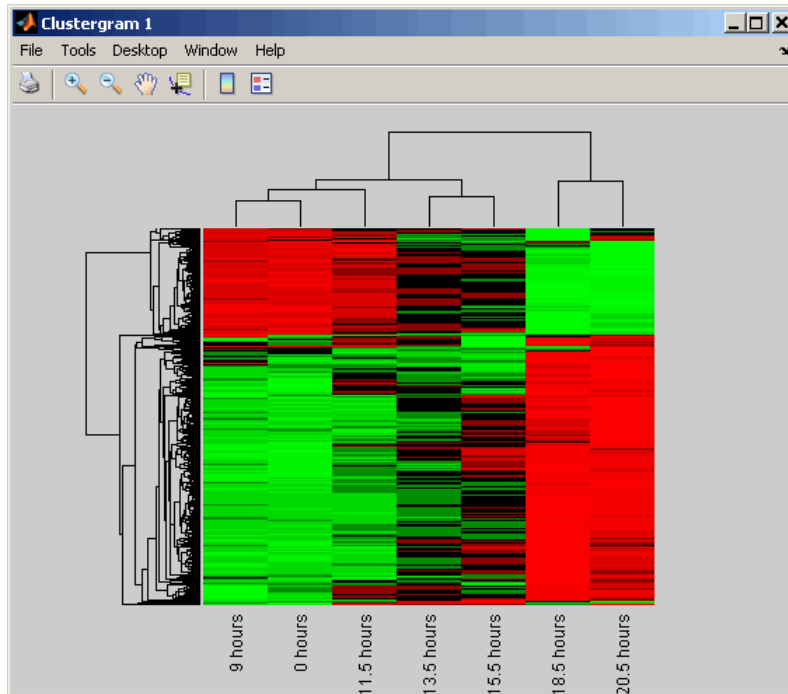 Clustergram 1
File Tools Desktop Window Help
9 hours
0 hours
11.5 hours
13.5 hours
15.5 hours
18.5 hours
20.5 hours